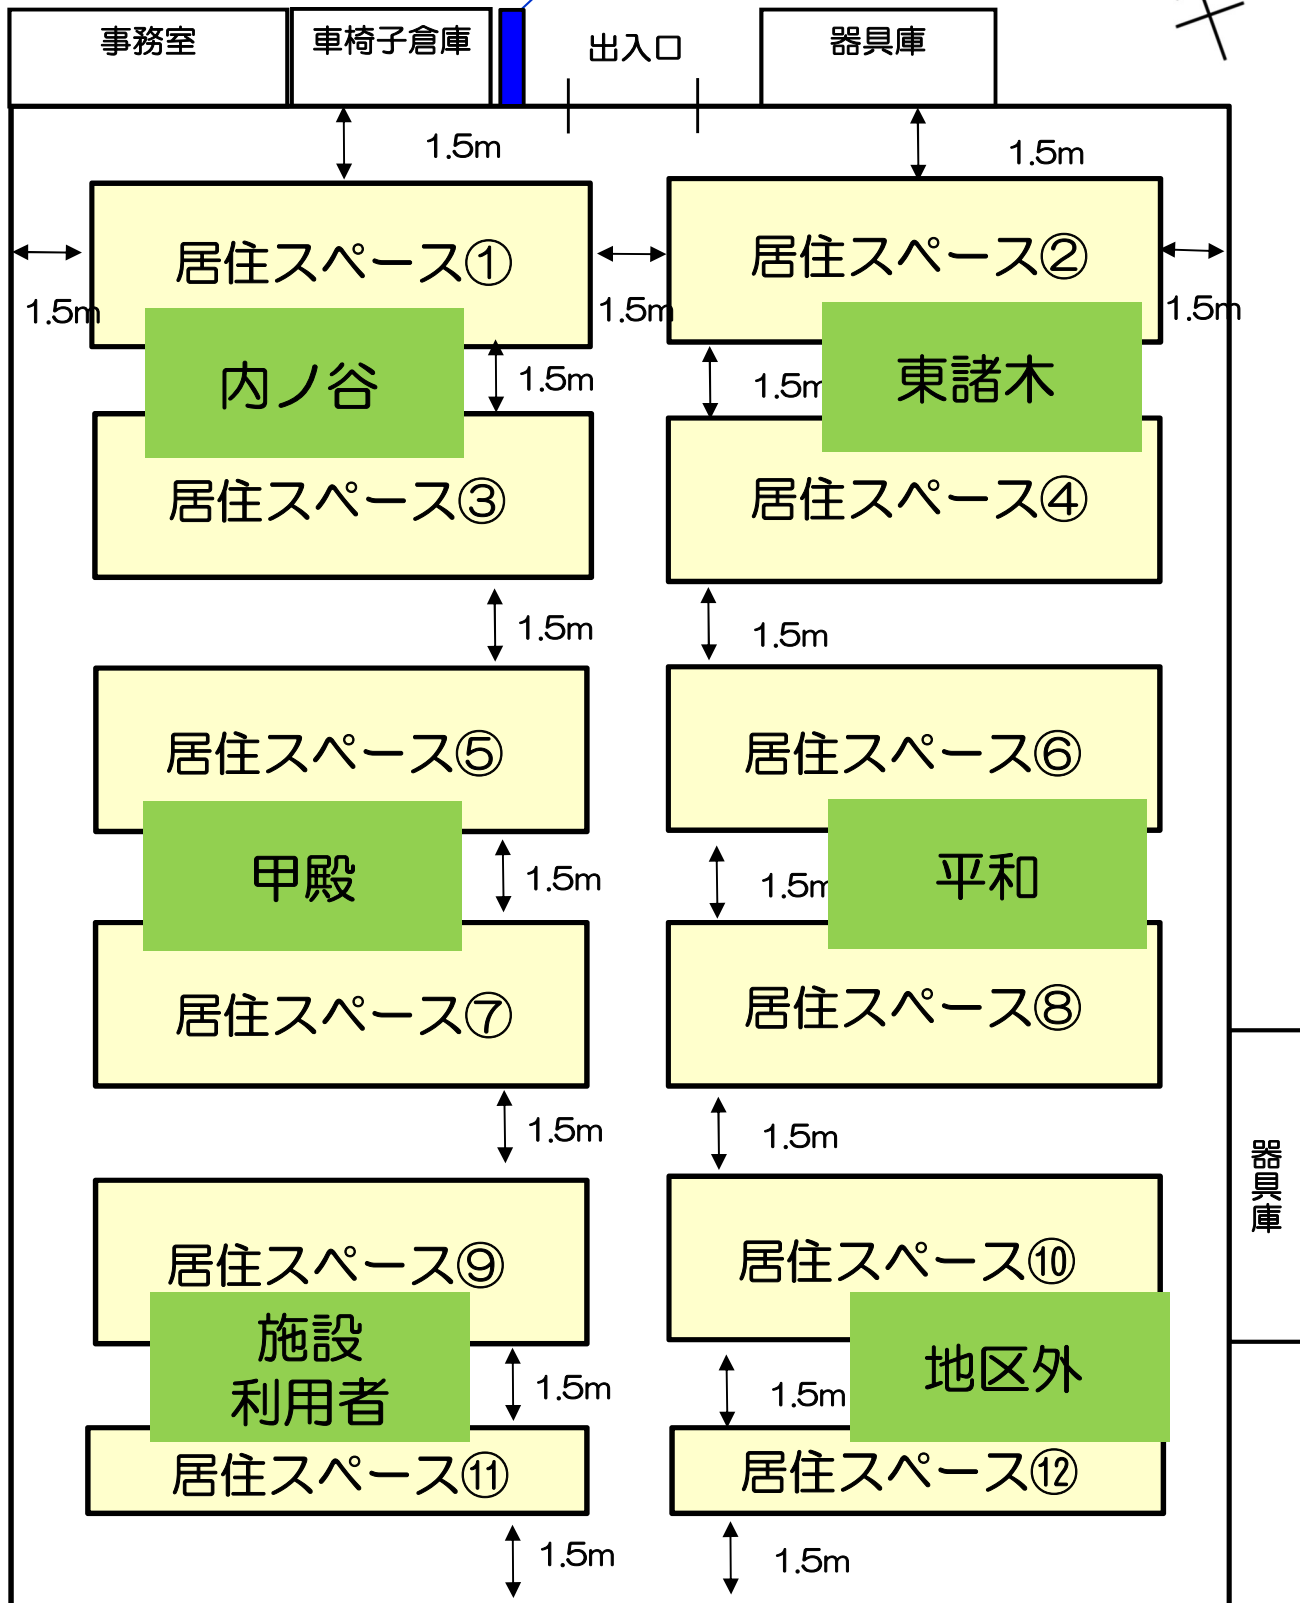 事務室
車椅子倉庫
出入口
器具庫
1.5m
1.5m
居住スペース①
居住スペース②
1.5m
1.5m
1.5m
内ノ谷
1.5m
1.5m
東諸木
居住スペース③
居住スペース④
1.5m
1.5m
居住スペース⑤
居住スペース⑥
甲殿
1.5m
1.5m
平和
居住スペース⑦
居住スペース⑧
1.5m
1.5m
器具庫
居住スペース⑨
居住スペース⑩
施設
利用者
1.5m
1.5m
地区外
居住スペース⑪
居住スペース⑫
1.5m
1.5m